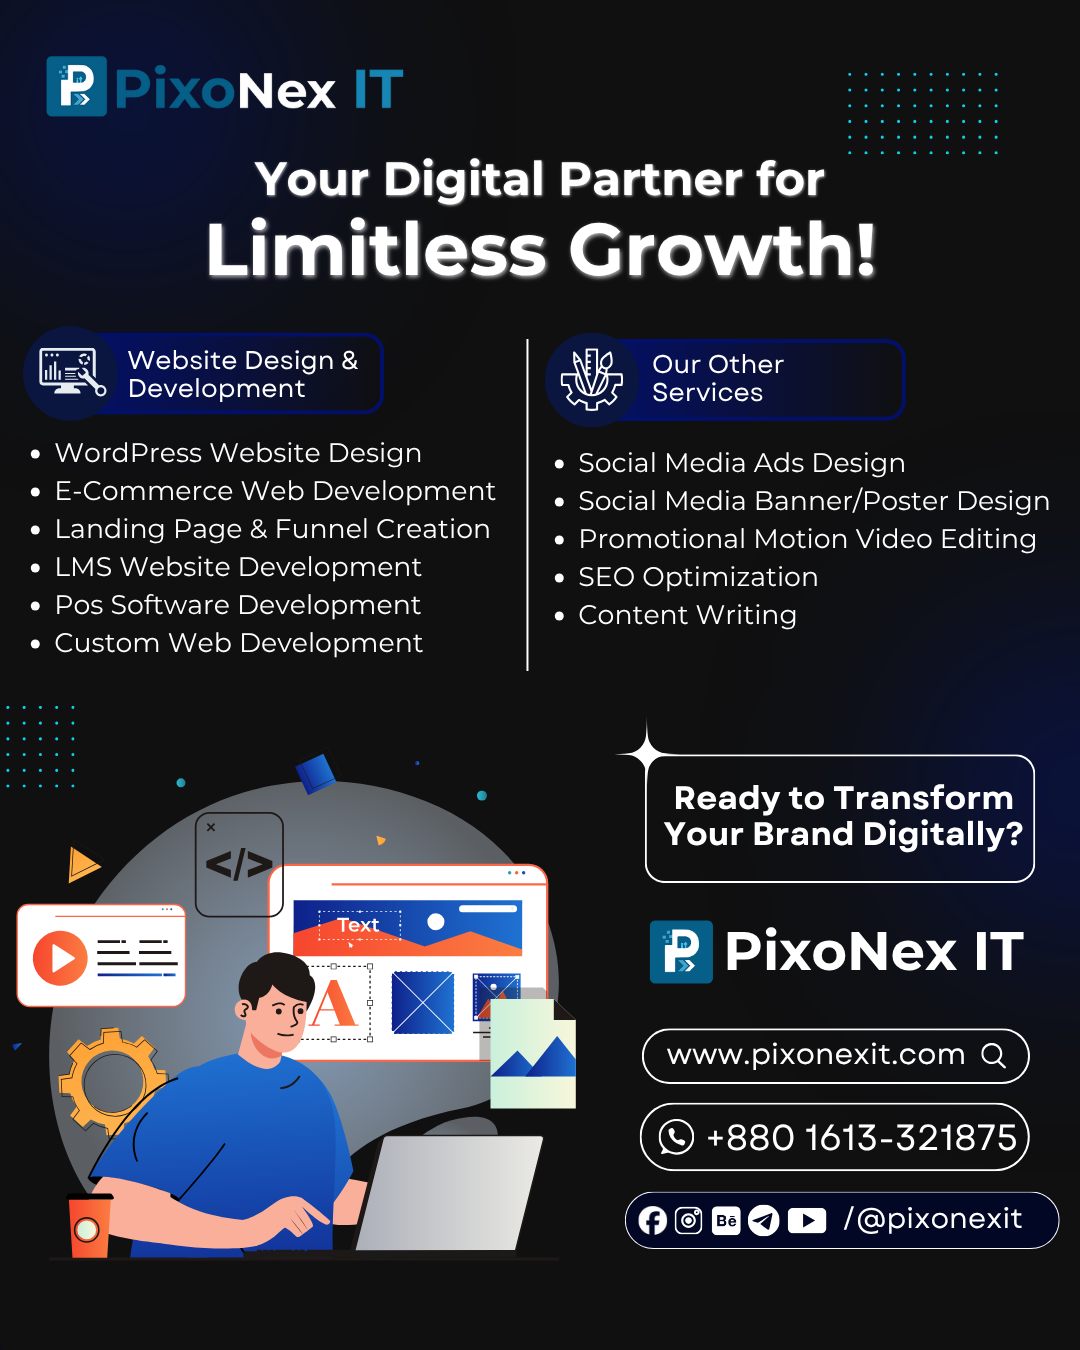 PixoNex IT
Your Digital Partner for
Limitless Growth!
Website Design &
Development
WordPress Website Design
E-Commerce Web Development
Landing Page & Funnel Creation
LMS Website Development
Pos Software Development
Custom Web Development
Our Other
Services
Social Media Ads Design
Social Media Banner/Poster Design
Promotional Motion Video Editing
SEO Optimization
Content Writing
</>
Text
A
Ready to Transform
Your Brand Digitally?
PixoNex IT
www.pixonexit.com
+880 1613-321875
Bē /@pixonexit